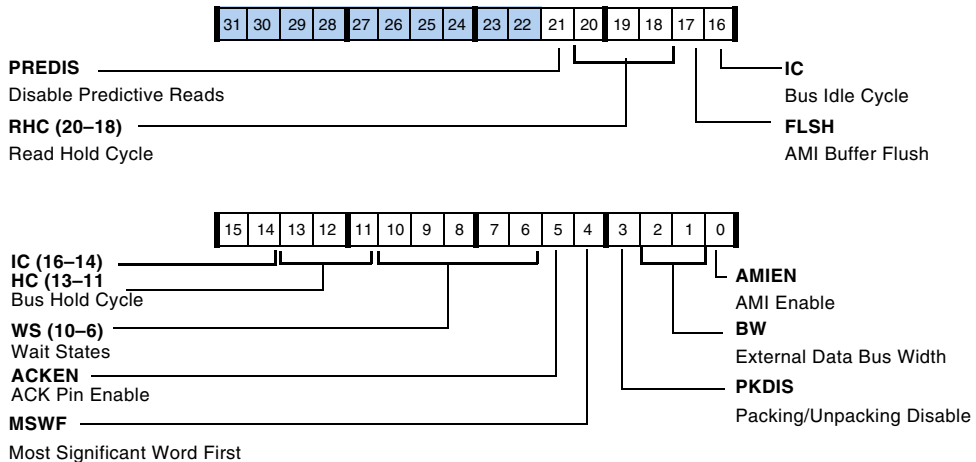 31 30 29 28 27 26 25 24 23 22 21 20 19 18 17 16
PREDIS
Disable Predictive Reads
RHC (20–18)
Read Hold Cycle
IC
Bus Idle Cycle
FLSH
AMI Buffer Flush
15 14 13 12 11 10 9 8 7 6 5 4 3 2 1 0
IC (16–14)
HC (13–11
Bus Hold Cycle
WS (10–6)
Wait States
ACKEN
ACK Pin Enable
MSWF
Most Significant Word First
AMIEN
AMI Enable
BW
External Data Bus Width
PKDIS
Packing/Unpacking Disable